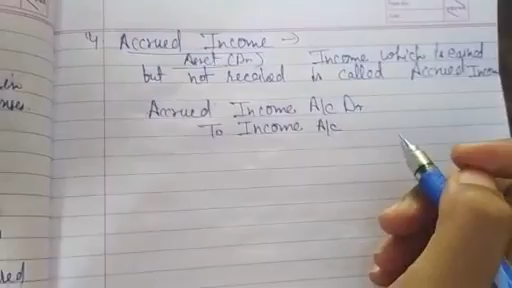 4) Accrued Income →
Asset (Dr) Income which is earned
but not received is called Accrued Income
Accrued Income A/c Dr
To Income A/c